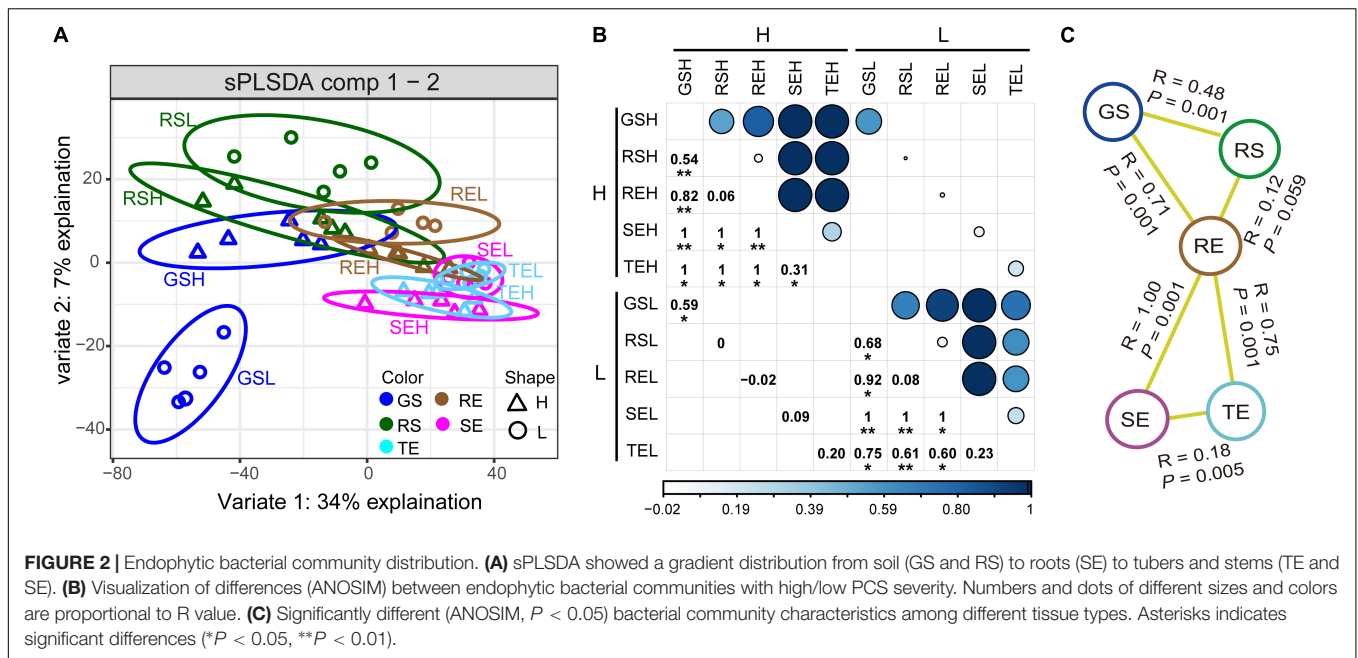 A
sPLSDA comp 1 − 2
variate 2: 7% explaination
20
0
−20
−40
−80
−40
0
40
Variate 1: 34% explaination
RSL
RSH
REL
GSH
REH
SEL
TEL
TEH
SEH
GSL
Color
GS
RE
RS
SE
TE
Shape
H
L
B
H
L
GSH RSH REH SEH TEH GSL RSL REL SEL TEL
H
L
GSH
RSH 0.54 **
REH 0.82 ** 0.06
SEH 1 ** 1 * 1 **
TEH 1 * 1 * 1 * 0.31 *
GSL 0.59 *
RSL 0 0.68 *
REL −0.02 0.92 * 0.08
SEL 0.09 1 ** 1 ** 1 *
TEL 0.20 0.75 * 0.61 ** 0.60 * 0.23
−0.02 0.19 0.39 0.59 0.80 1
C
GS
RS
RE
SE
TE
R = 0.48
P = 0.001
R = 0.71
P = 0.001
R = 0.12
P = 0.059
R = 1.00
P = 0.001
R = 0.75
P = 0.001
R = 0.18
P = 0.005
FIGURE 2 | Endophytic bacterial community distribution. (A) sPLSDA showed a gradient distribution from soil (GS and RS) to roots (SE) to tubers and stems (TE and
SE). (B) Visualization of differences (ANOSIM) between endophytic bacterial communities with high/low PCS severity. Numbers and dots of different sizes and colors
are proportional to R value. (C) Significantly different (ANOSIM, P < 0.05) bacterial community characteristics among different tissue types. Asterisks indicates
significant differences (*P < 0.05, **P < 0.01).